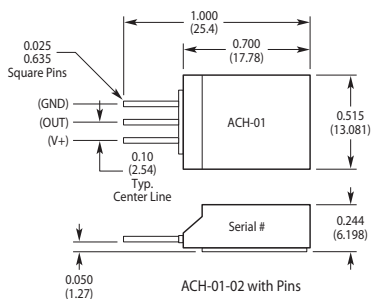 1.000
(25.4)
0.025
0.635
Square Pins
0.700
(17.78)
(GND)
(OUT)
(V+)
ACH-01
0.515
(13.081)
0.10
(2.54)
Typ.
Center Line
Serial #
0.244
(6.198)
0.050
(1.27)
ACH-01-02 with Pins